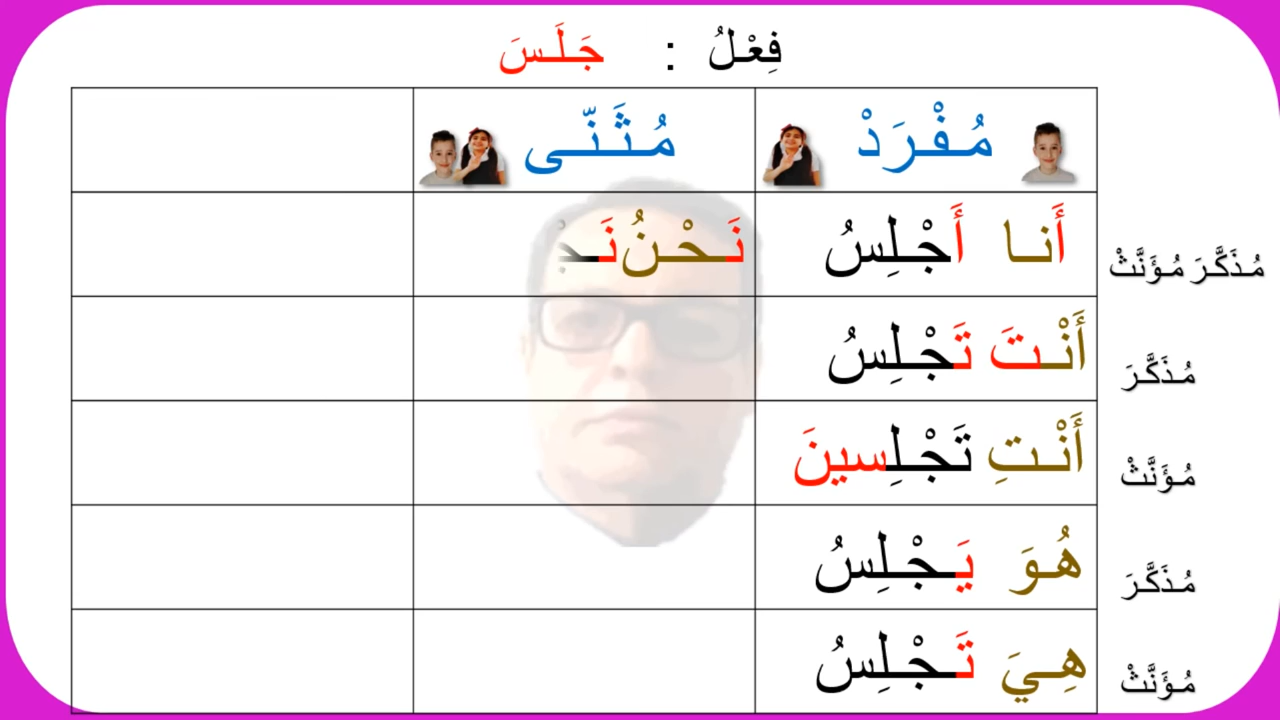 فِعْلُ : جَلَسَ
مُفْرَدْ مُثَنّى
أَنا أَجْلِسُ نَحْنُ نَجْ مُذَكَّرَ مُؤَنَّثْ
أَنْتَ تَجْلِسُ مُذَكَّرَ
أَنْتِ تَجْلِسينَ مُؤَنَّثْ
هُوَ يَجْلِسُ مُذَكَّرَ
هِيَ تَجْلِسُ مُؤَنَّثْ